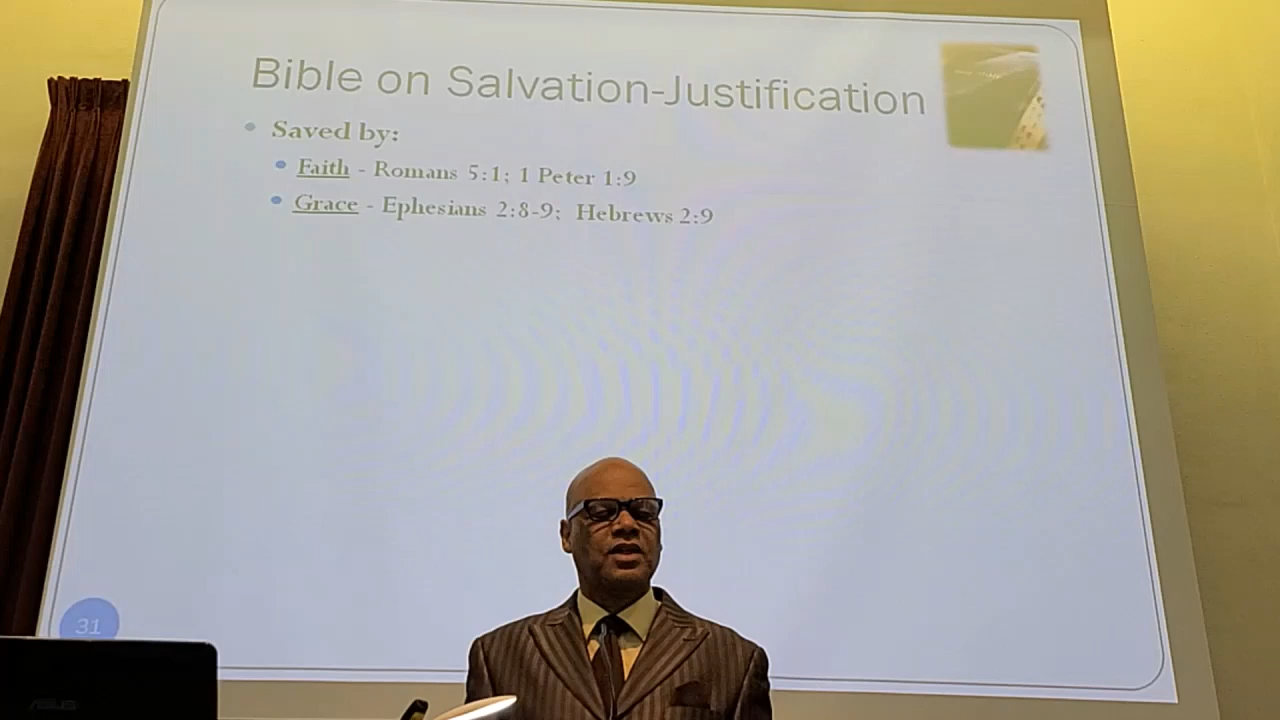 Bible on Salvation-Justification
Saved by:
Faith - Romans 5:1; 1 Peter 1:9
Grace - Ephesians 2:8-9; Hebrews 2:9
31
ASUS